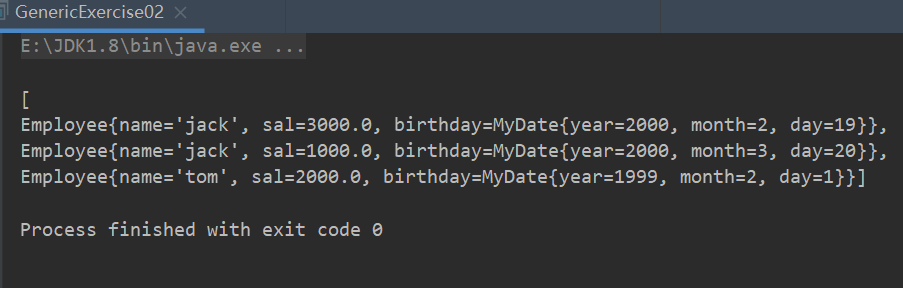 GenericExercise02 ×
E:\JDK1.8\bin\java.exe ...
[
Employee{name='jack', sal=3000.0, birthday=MyDate{year=2000, month=2, day=19}},
Employee{name='jack', sal=1000.0, birthday=MyDate{year=2000, month=3, day=20}},
Employee{name='tom', sal=2000.0, birthday=MyDate{year=1999, month=2, day=1}}]
Process finished with exit code 0